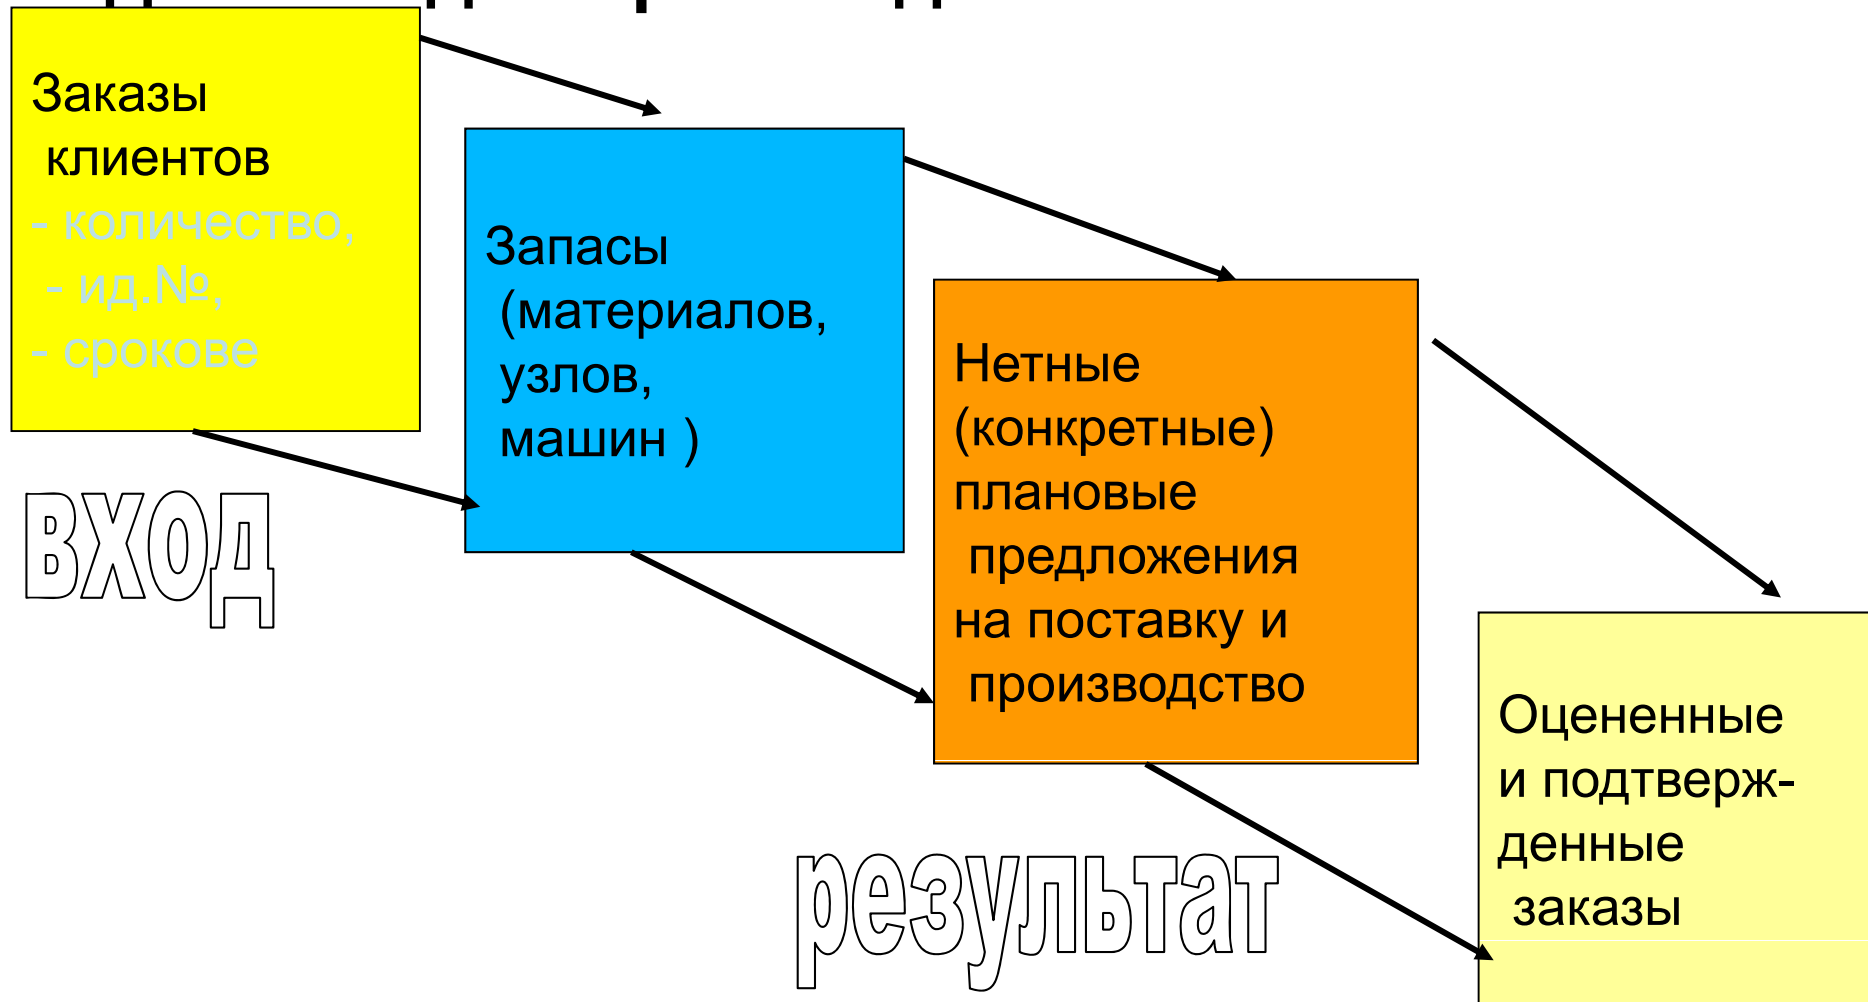 Заказы
клиентов
- количество,
- ид.№,
- срокове
вход
Запасы
(материалов,
узлов,
машин )
Нетные
(конкретные)
плановые
предложения
на поставку и
производство
результат
Оцененные
и подтверж-
денные
заказы